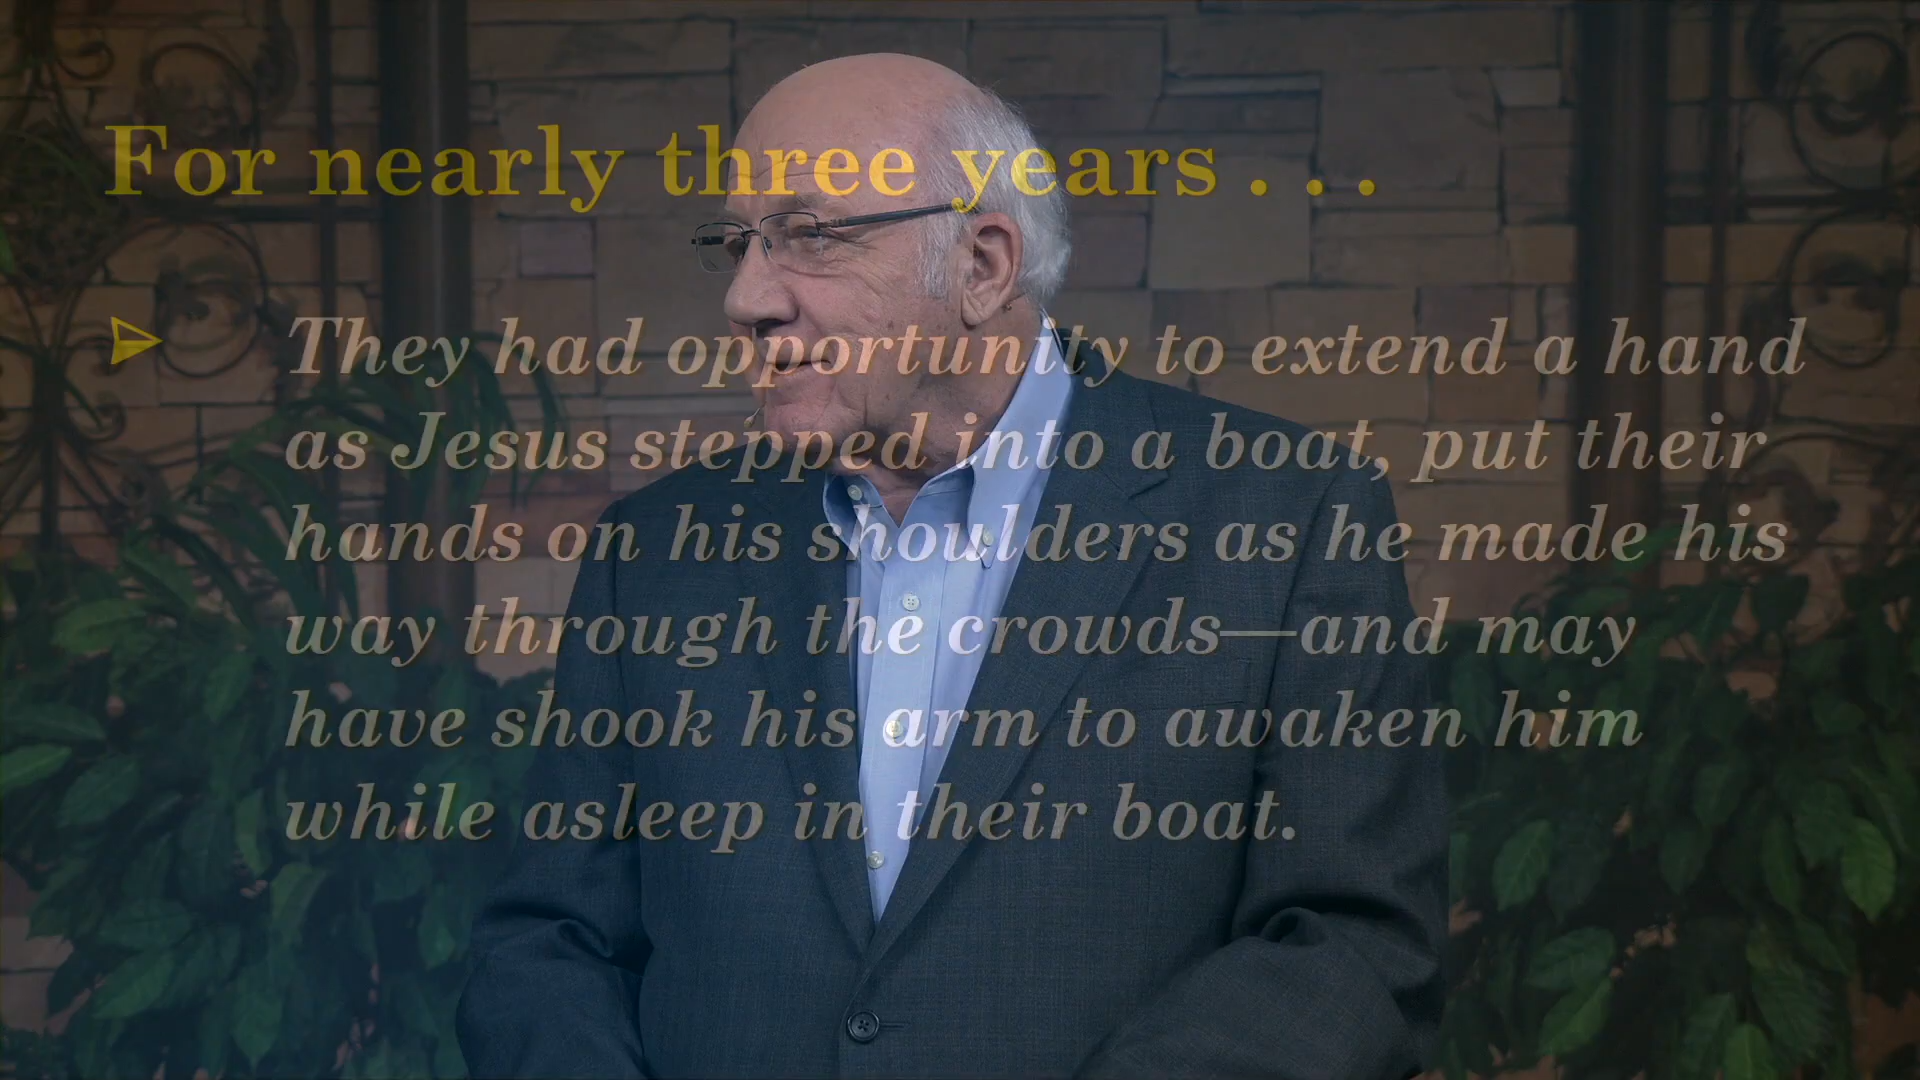 For nearly three years . . .
They had opportunity to extend a hand
as Jesus stepped into a boat, put their
hands on his shoulders as he made his
way through the crowds—and may
have shook his arm to awaken him
while asleep in their boat.